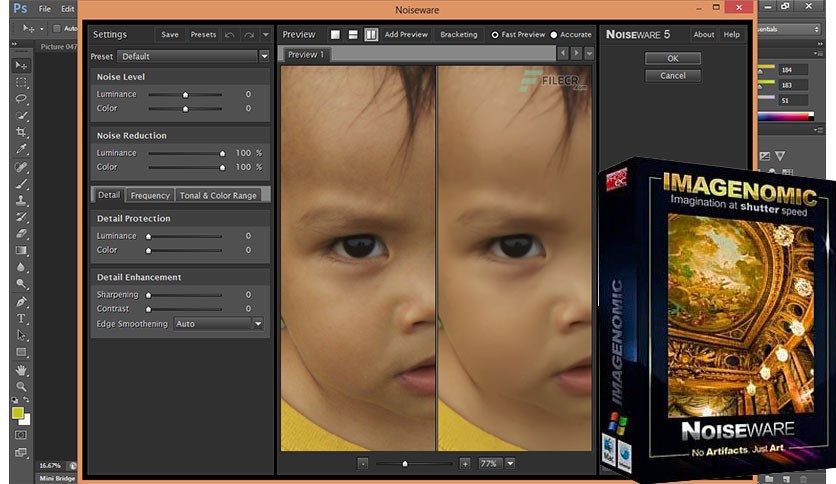 Ps
File
Edit
Noiseware
Auto
Picture 047
Settings
Save
Presets
Preset
Default
Noise Level
Luminance 0
Color 0
Noise Reduction
Luminance 100 %
Color 100 %
Detail
Frequency
Tonal & Color Range
Detail Protection
Luminance 0
Color 0
Detail Enhancement
Sharpening 0
Contrast 0
Edge Smoothening Auto
Preview
Add Preview
Bracketing
Fast Preview
Accurate
Preview 1
FILECR
- + 77%
NOISEWARE 5
About
Help
OK
Cancel
entials
184
183
51
IMAGENOMIC
Imagination at shutter speed
IMAGENOMIC
NOISEWARE
No Artifacts. Just Art.
Mac
16.67%
Mini Bridge